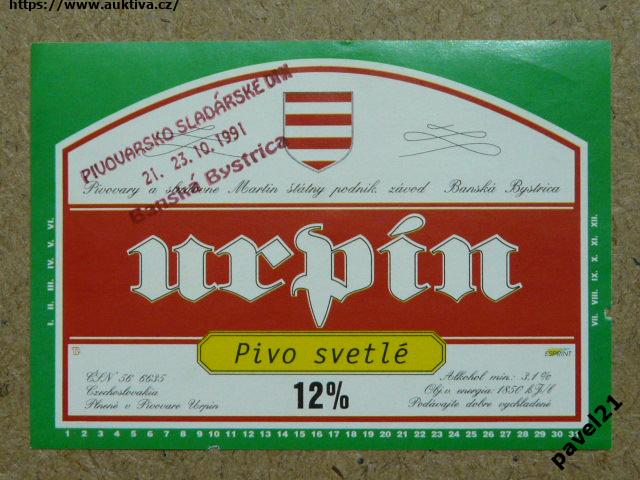 https://www.auktiva.cz/
PIVOVARSKO SLADÁRSKE DNI
21. 23.10.1991
Banská Bystrica
Pivovary a sladovne Martin štátny podnik, závod Banská Bystrica
urpín
Pivo svetlé
12%
ČSN 56 6635
Czechoslovakia
Plnené v Pivovare Urpín
ESPRINT
Alkohol min.: 3,1%
Obj.v. energia: 1850 kJ/l
Podávajte dobre vychladené
I. II. III. IV. V. VI.
VII. VIII. IX. X. XI. XII.
1 2 3 4 5 6 7 8 9 10 11 12 13 14 15 16 17 18 19 20 21 22 23 24 25 26 27 28 29 30 31
pavel21